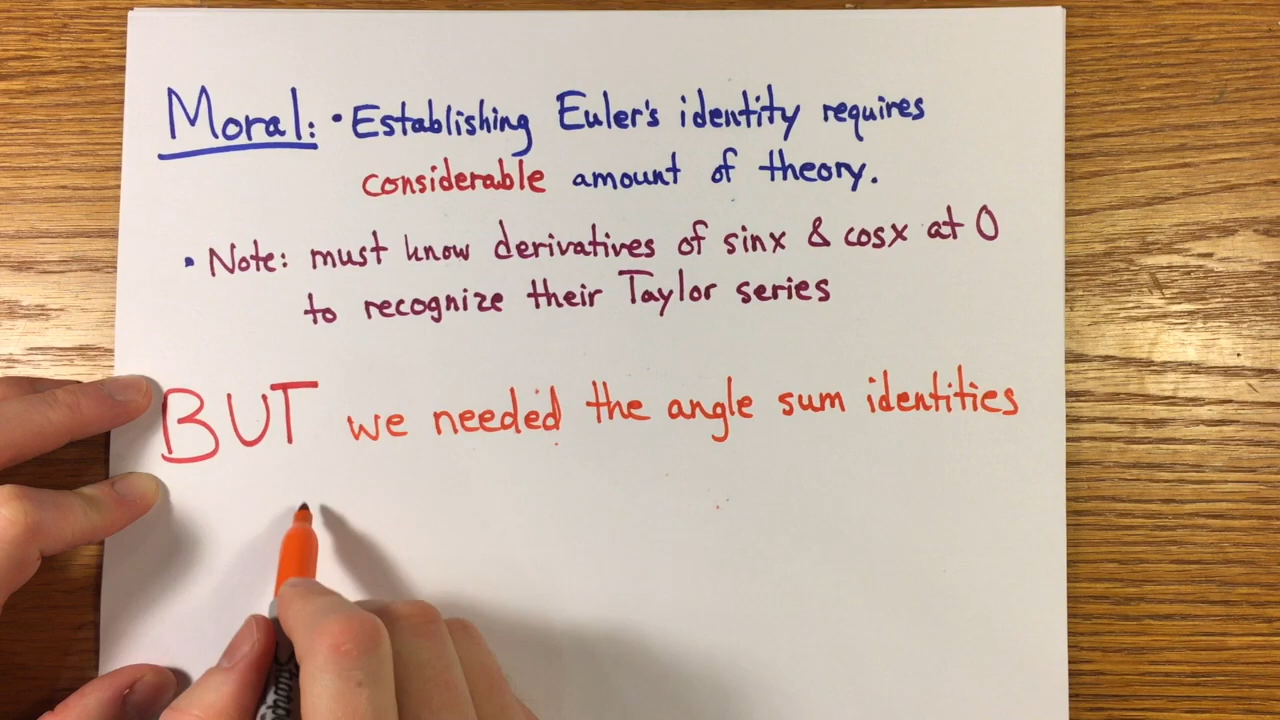 Moral: • Establishing Euler's identity requires
considerable amount of theory.
• Note: must know derivatives of sinx & cosx at 0
to recognize their Taylor series
BUT we needed the angle sum identities